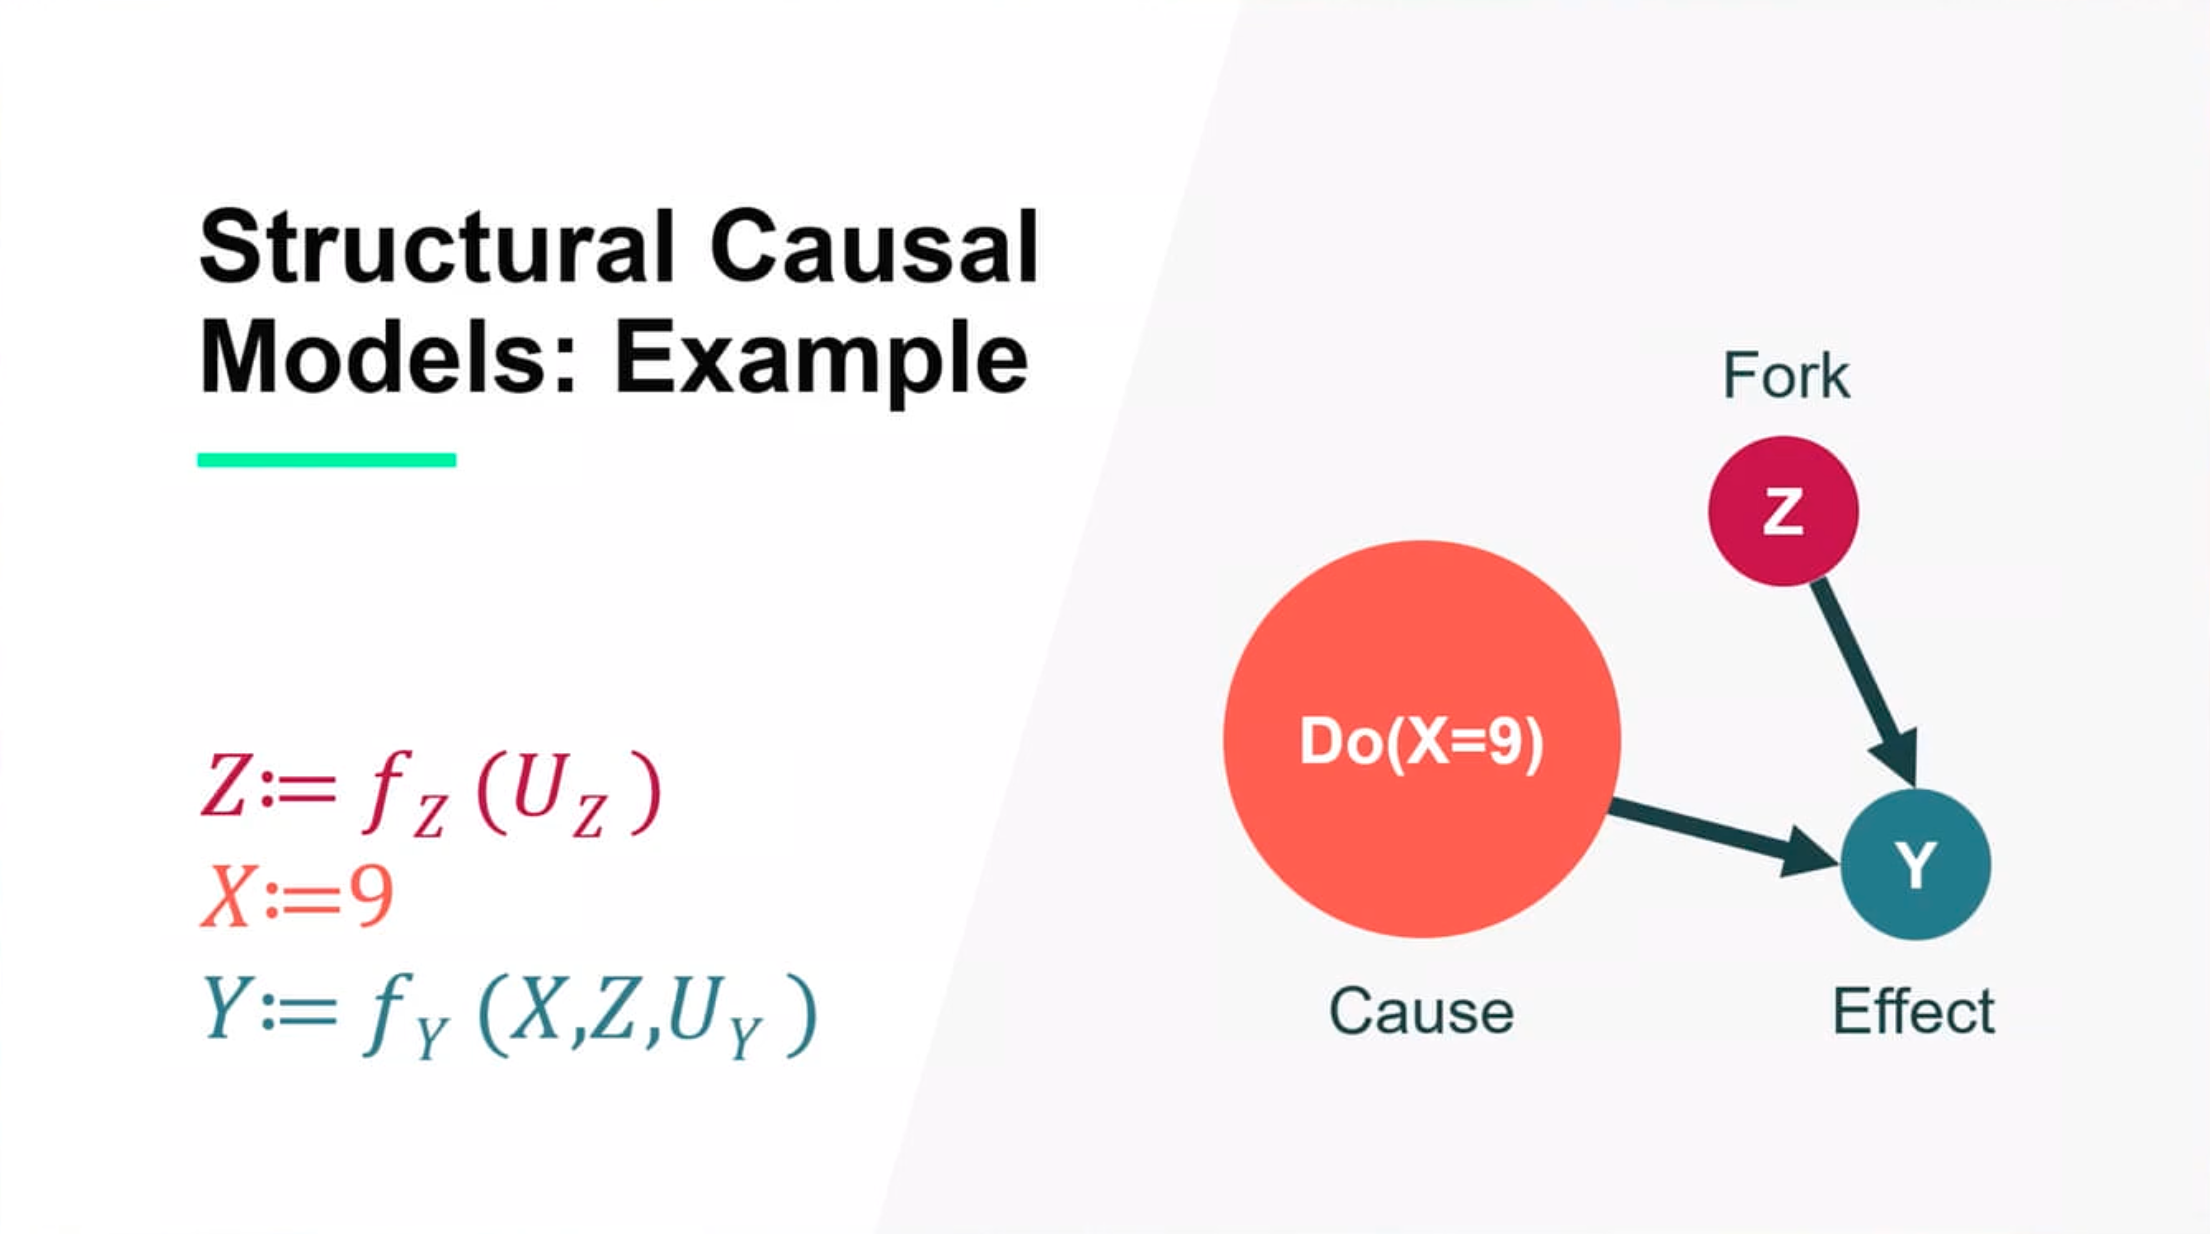 Structural Causal
Models: Example
Z:= f_Z (U_Z )
X:=9
Y:= f_Y (X,Z,U_Y )
Fork
Z
Do(X=9)
Y
Cause
Effect